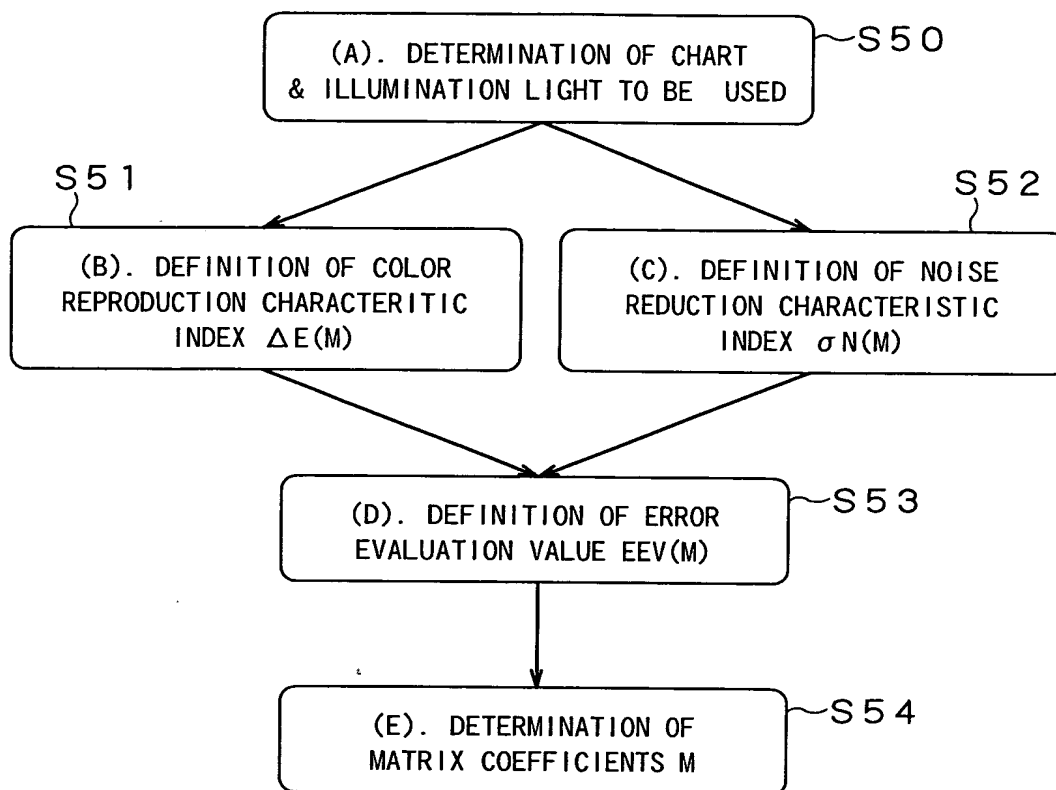 S50
(A). DETERMINATION OF CHART
& ILLUMINATION LIGHT TO BE USED
S51
(B). DEFINITION OF COLOR
REPRODUCTION CHARACTERITIC
INDEX ΔE(M)
S52
(C). DEFINITION OF NOISE
REDUCTION CHARACTERISTIC
INDEX σN(M)
S53
(D). DEFINITION OF ERROR
EVALUATION VALUE EEV(M)
S54
(E). DETERMINATION OF
MATRIX COEFFICIENTS M